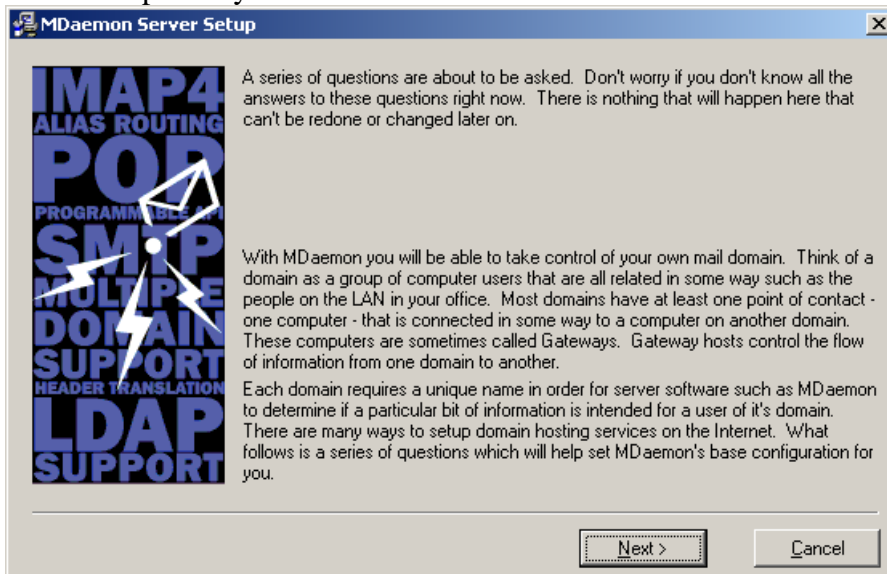 MDaemon Server Setup
IMAP4
ALIAS ROUTING
POP
PROGRAMMABLE API
SMTP
MULTIPLE
DOMAIN
SUPPORT
HEADER TRANSLATION
LDAP
SUPPORT
A series of questions are about to be asked. Don't worry if you don't know all the
answers to these questions right now. There is nothing that will happen here that
can't be redone or changed later on.
With MDaemon you will be able to take control of your own mail domain. Think of a
domain as a group of computer users that are all related in some way such as the
people on the LAN in your office. Most domains have at least one point of contact -
one computer - that is connected in some way to a computer on another domain.
These computers are sometimes called Gateways. Gateway hosts control the flow
of information from one domain to another.
Each domain requires a unique name in order for server software such as MDaemon
to determine if a particular bit of information is intended for a user of it's domain.
There are many ways to setup domain hosting services on the Internet. What
follows is a series of questions which will help set MDaemon's base configuration for
you.
Next >
Cancel